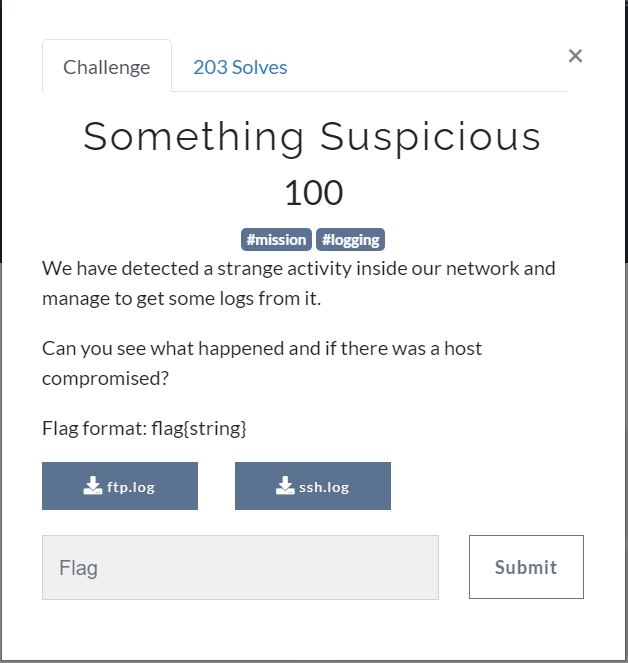 Challenge
203 Solves
×
Something Suspicious
100
#mission #logging
We have detected a strange activity inside our network and
manage to get some logs from it.
Can you see what happened and if there was a host
compromised?
Flag format: flag{string}
ftp.log
ssh.log
Flag
Submit